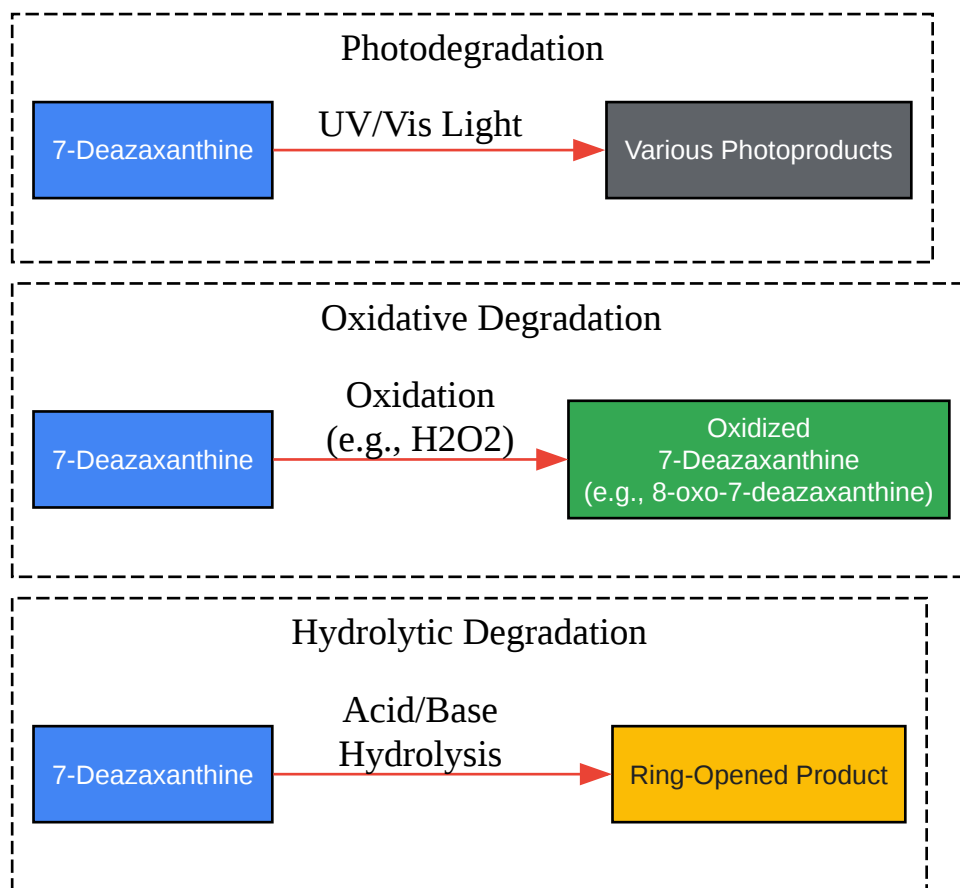 Photodegradation
7-Deazaxanthine
UV/Vis Light
Various Photoproducts
Oxidative Degradation
7-Deazaxanthine
Oxidation
(e.g., H2O2)
Oxidized
7-Deazaxanthine
(e.g., 8-oxo-7-deazaxanthine)
Hydrolytic Degradation
7-Deazaxanthine
Acid/Base
Hydrolysis
Ring-Opened Product